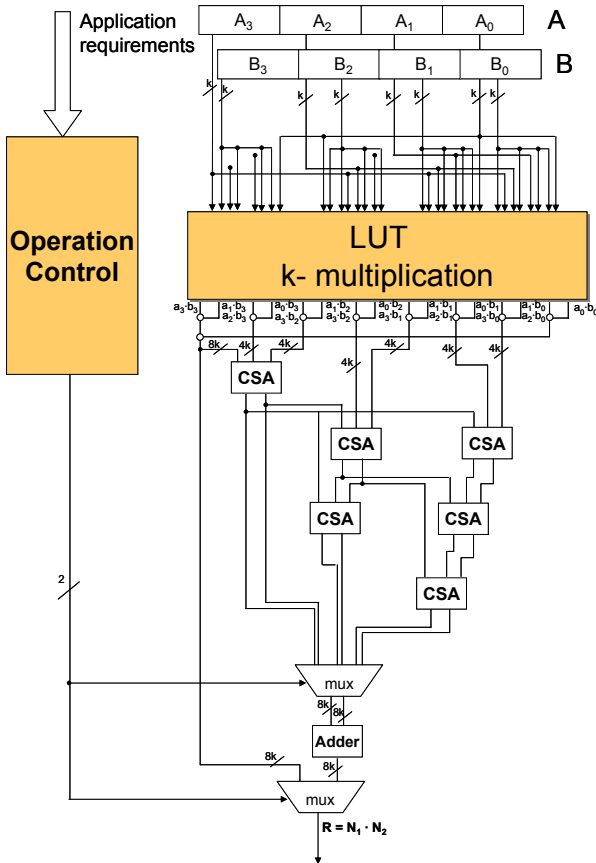 Application
requirements
A3 A2 A1 A0 A
B3 B2 B1 B0 B
k k k k k k k k
Operation
Control
LUT
k- multiplication
a3·b3 a1·b3 a0·b3 a1·b2 a0·b2 a1·b1 a0·b1 a1·b0 a0·b0
a2·b3 a3·b2 a3·b2 a3·b1 a2·b1 a3·b0 a2·b0
8k 4k 4k 4k 4k 4k 4k
CSA
CSA CSA
CSA CSA
CSA
2
mux
8k 8k
Adder
8k 8k
mux
R = N1 · N2